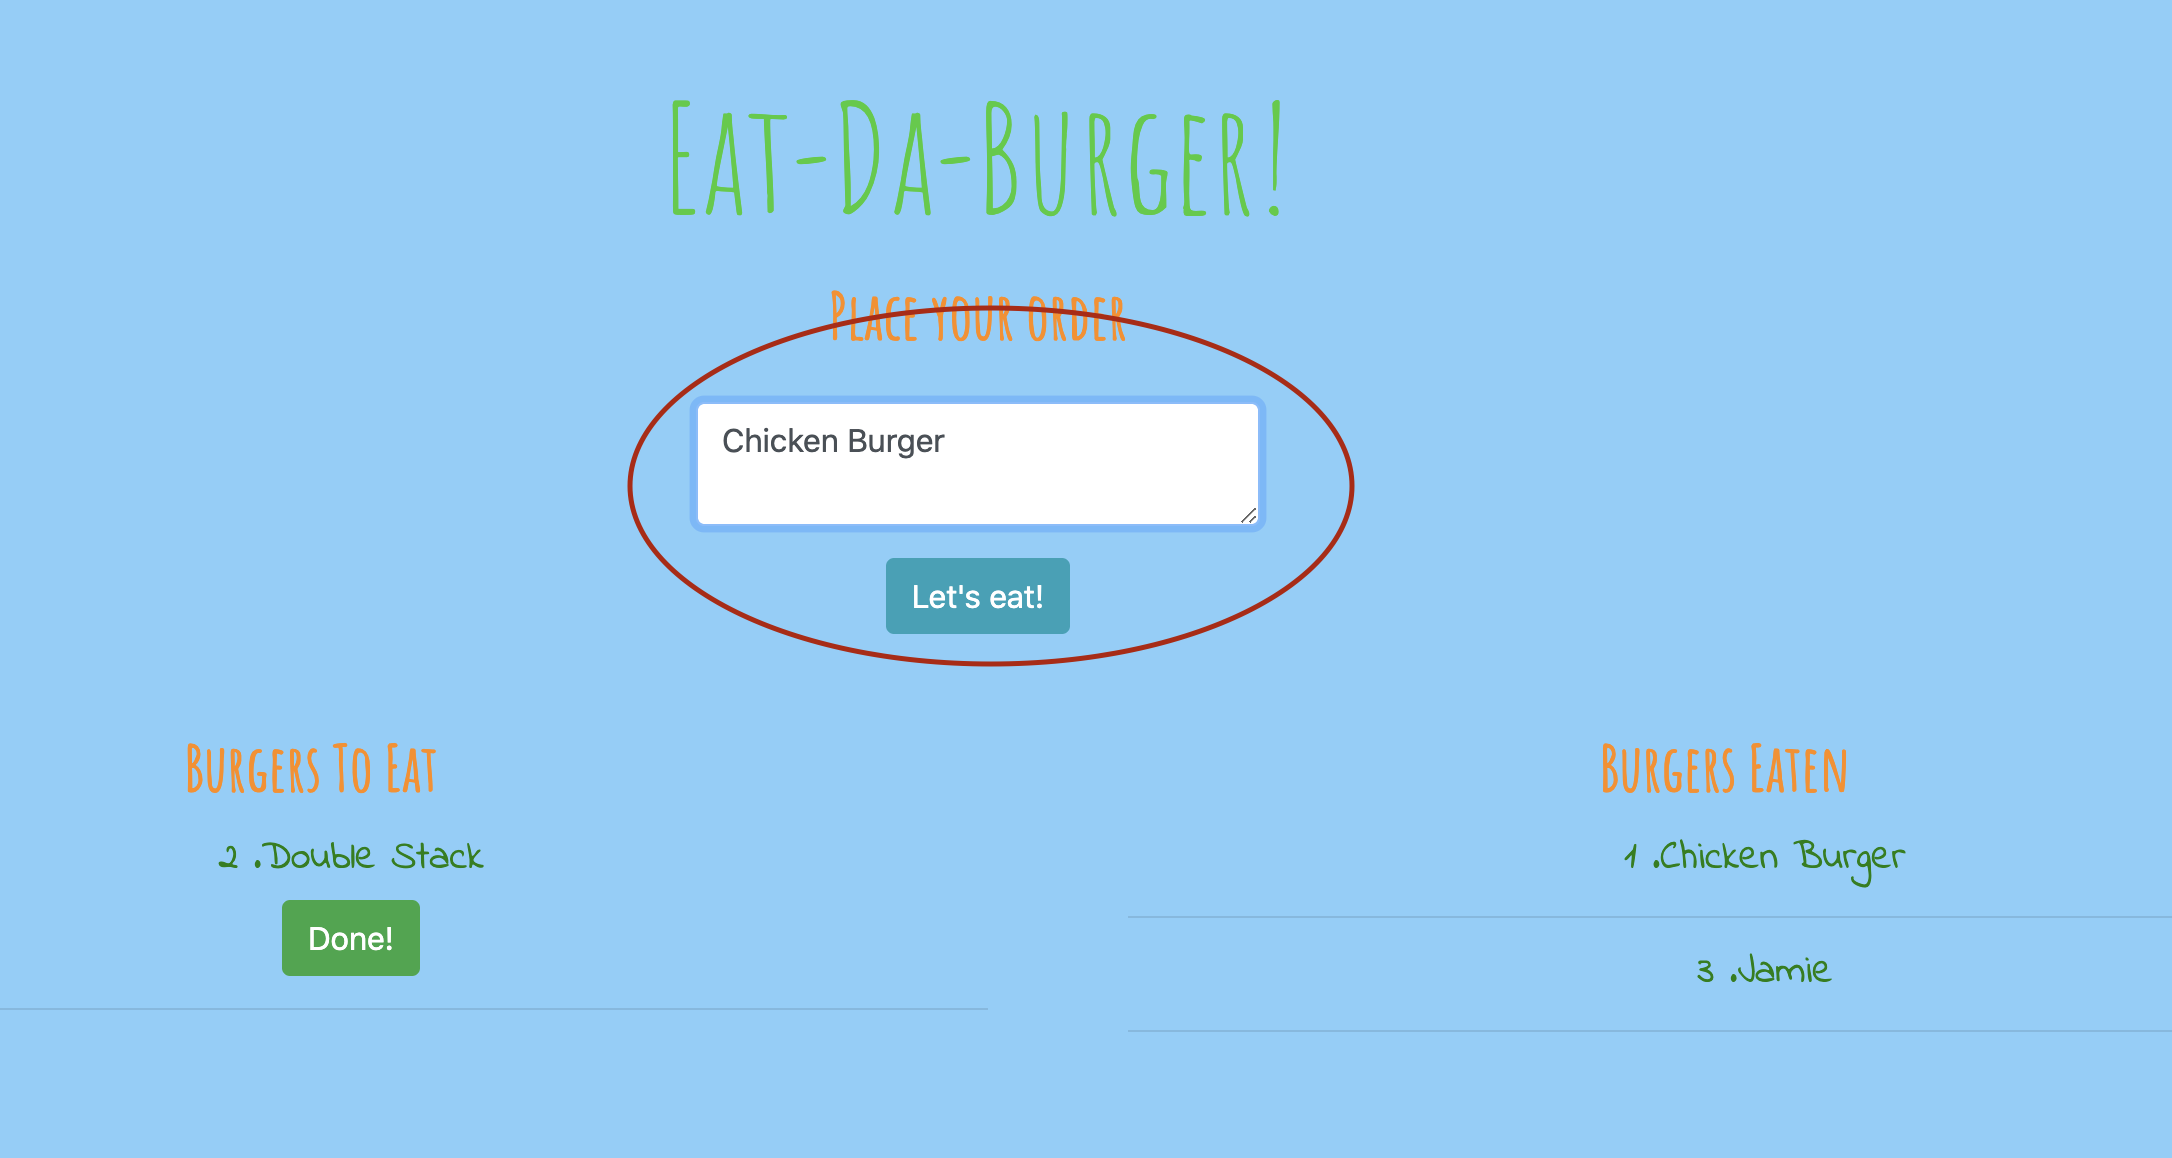 Eat-Da-Burger!
Place your order
Chicken Burger
Let's eat!
Burgers To Eat
2 .Double Stack
Done!
Burgers Eaten
1 .Chicken Burger
3 .Jamie